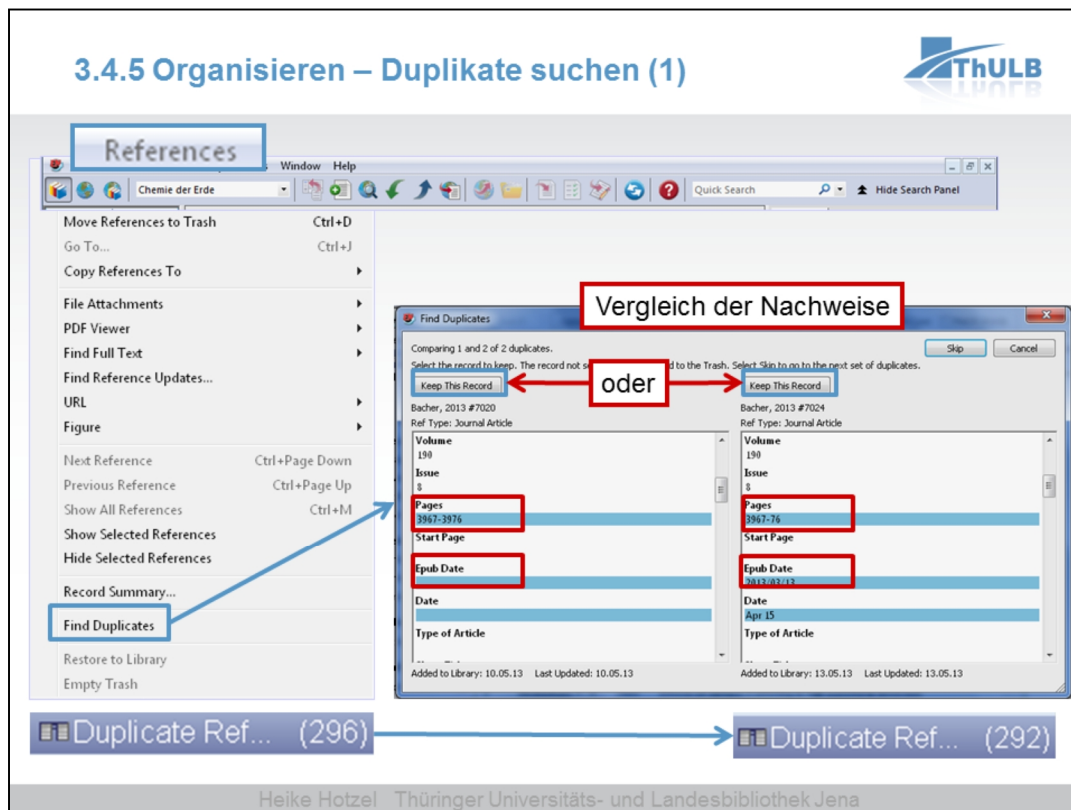 3.4.5 Organisieren – Duplikate suchen (1)
ThULB
References
Window Help
Chemie der Erde
Quick Search
Hide Search Panel
Move References to Trash Ctrl+D
Go To... Ctrl+J
Copy References To
File Attachments
PDF Viewer
Find Full Text
Find Reference Updates...
URL
Figure
Next Reference Ctrl+Page Down
Previous Reference Ctrl+Page Up
Show All References Ctrl+M
Show Selected References
Hide Selected References
Record Summary...
Find Duplicates
Restore to Library
Empty Trash
Vergleich der Nachweise
Find Duplicates
Comparing 1 and 2 of 2 duplicates.
Skip Cancel
Select the record to keep. The record not to the Trash. Select Skip to go to the next set of duplicates.
Keep This Record
oder
Keep This Record
Bacher, 2013 #7020
Ref Type: Journal Article
Volume
190
Issue
8
Pages
3967-3976
Start Page
Epub Date
Date
Type of Article
Added to Library: 10.05.13 Last Updated: 10.05.13
Bacher, 2013 #7024
Ref Type: Journal Article
Volume
190
Issue
8
Pages
3967-76
Start Page
Epub Date
2013/03/13
Date
Apr 15
Type of Article
Added to Library: 13.05.13 Last Updated: 13.05.13
Duplicate Ref... (296)
Duplicate Ref... (292)
Heike Hotzel Thüringer Universitäts- und Landesbibliothek Jena